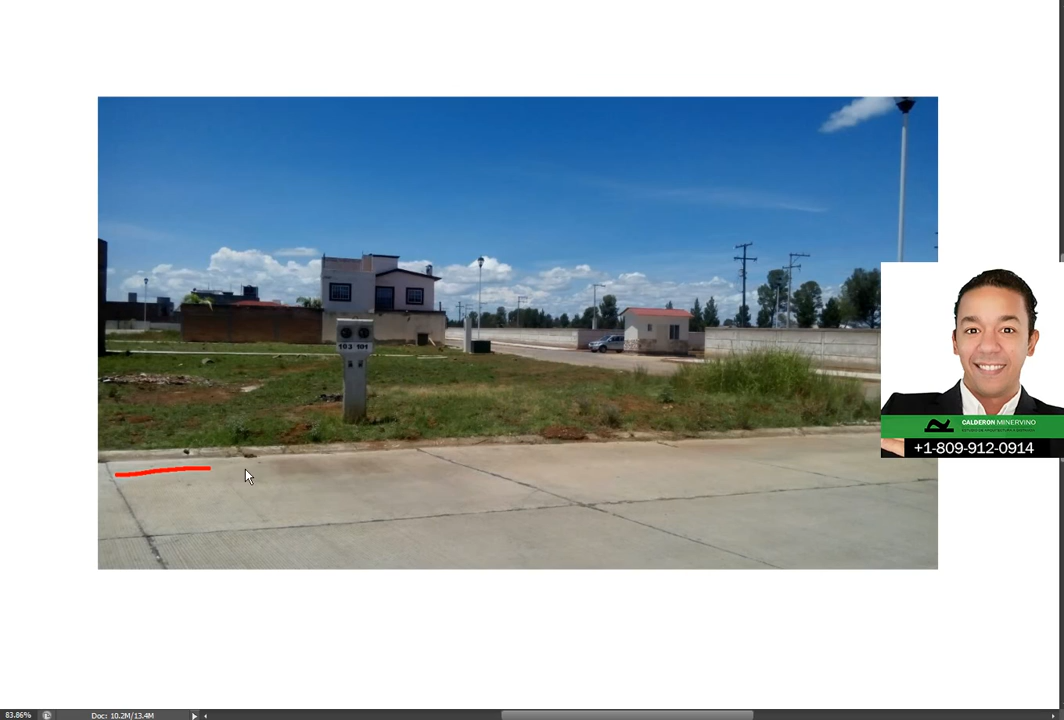 103 101
CALDERON MINERVINO
+1-809-912-0914
83.86%
Doc: 10.2M/13.4M